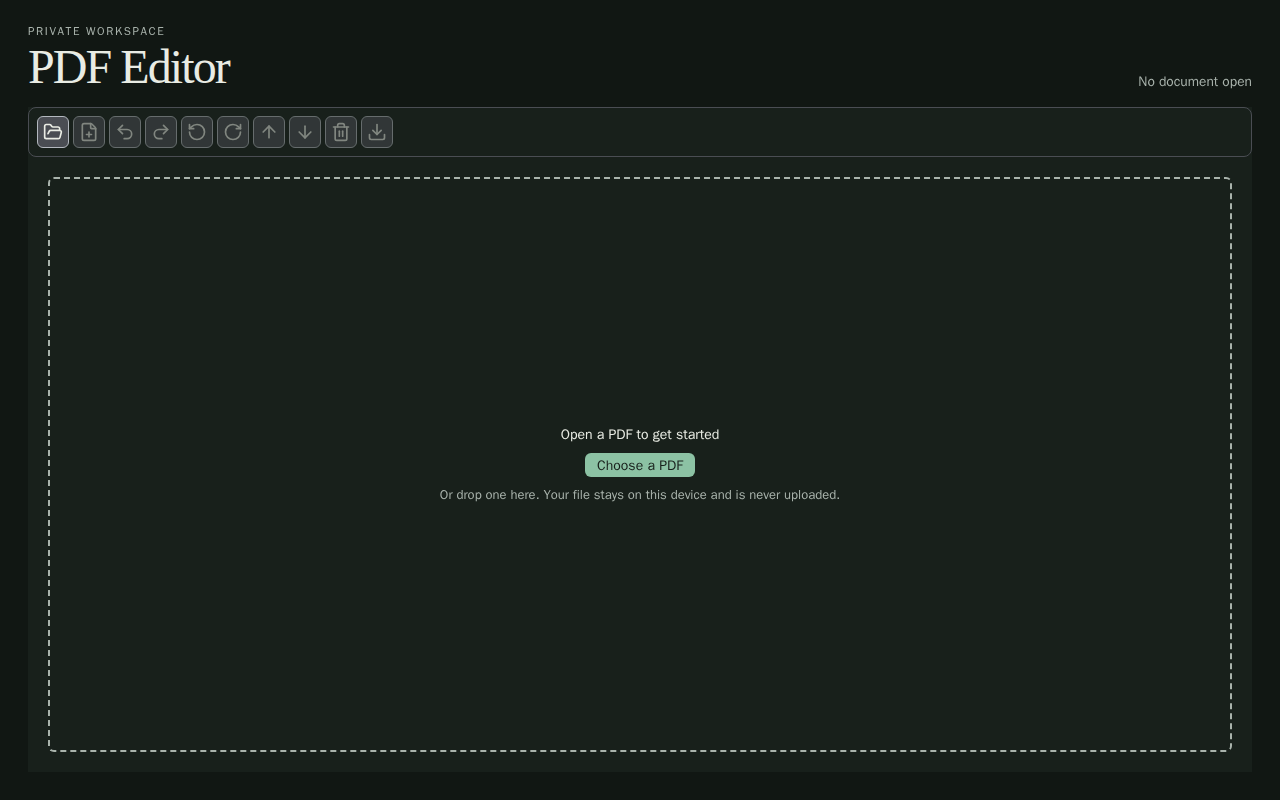 PRIVATE WORKSPACE
PDF Editor
No document open
Open a PDF to get started
Choose a PDF
Or drop one here. Your file stays on this device and is never uploaded.